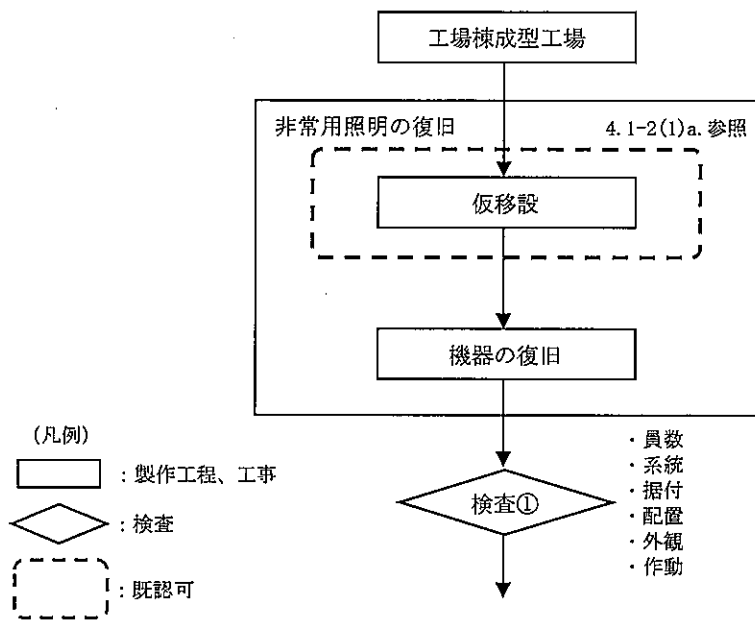 工場棟成型工場
非常用照明の復旧 4.1-2(1)a.参照
仮移設
機器の復旧
検査①
・員数
・系統
・据付
・配置
・外観
・作動
(凡例)
：製作工程、工事
：検査
：既認可